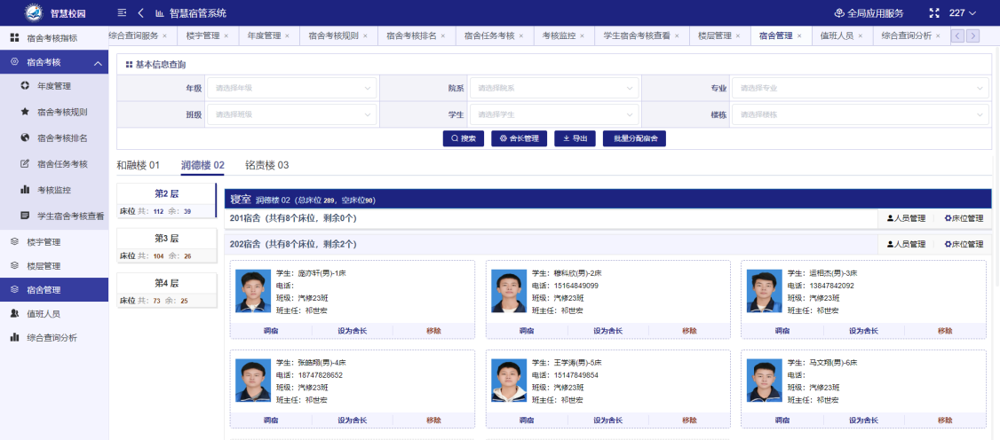 智慧校园
智慧宿管系统
全局应用服务
227
综合查询服务 ×
楼宇管理 ×
年度管理 ×
宿舍考核规则 ×
宿舍考核排名 ×
宿舍任务考核 ×
考核监控 ×
学生宿舍考核查看 ×
楼层管理 ×
宿舍管理 ×
值班人员 ×
综合查询分析 ×
宿舍考核指标
宿舍考核
年度管理
宿舍考核规则
宿舍考核排名
宿舍任务考核
考核监控
学生宿舍考核查看
楼宇管理
楼层管理
宿舍管理
值班人员
综合查询分析
基本信息查询
年级 请选择年级
院系 请选择院系
专业 请选择专业
班级 请选择班级
学生 请选择学生
楼栋 请选择楼栋
搜索 舍长管理 导出 批量分配宿舍
和融楼 01 润德楼 02 铭责楼 03
第2 层
床位 共: 112 余: 39
第3 层
床位 共: 104 余: 26
第4 层
床位 共: 73 余: 25
寝室 润德楼 02（总床位 289，空床位90）
201宿舍（共有8个床位，剩余0个）
人员管理 床位管理
202宿舍（共有8个床位，剩余2个）
人员管理 床位管理
学生：庞亦轩(男)-1床
电话：
班级：汽修23班
班主任：祁世宏
调宿 设为舍长 移除
学生：穆科欣(男)-2床
电话：15164849099
班级：汽修23班
班主任：祁世宏
调宿 设为舍长 移除
学生：运相杰(男)-3床
电话：13847842092
班级：汽修23班
班主任：祁世宏
调宿 设为舍长 移除
学生：张皓翔(男)-4床
电话：18747828652
班级：汽修23班
班主任：祁世宏
调宿 设为舍长 移除
学生：王学涛(男)-5床
电话：15147849854
班级：汽修23班
班主任：祁世宏
调宿 设为舍长 移除
学生：马文翔(男)-6床
电话：
班级：汽修23班
班主任：祁世宏
调宿 设为舍长 移除